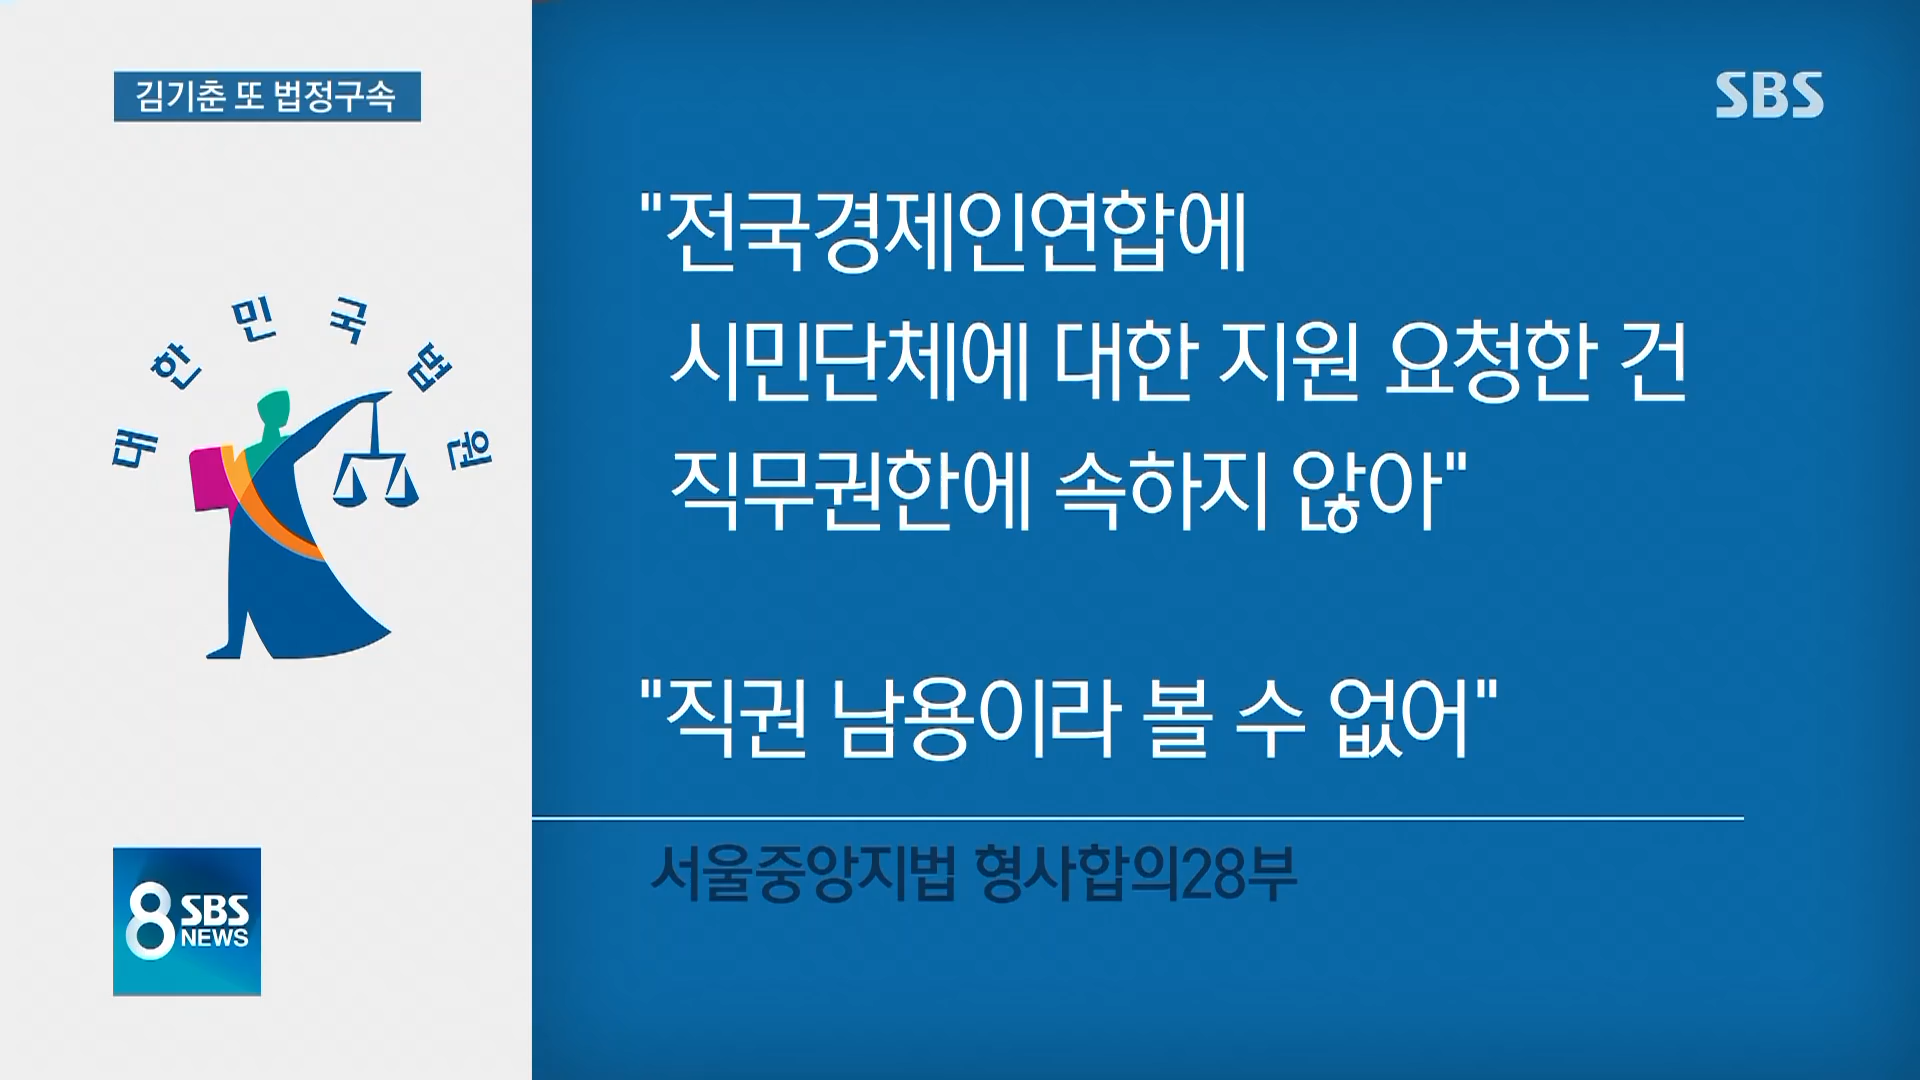 김기춘 또 법정구속
SBS
"전국경제인연합에
시민단체에 대한 지원 요청한 건
직무권한에 속하지 않아"
대한민국법원
"직권 남용이라 볼 수 없어"
서울중앙지법 형사합의28부
8 SBS
NEWS